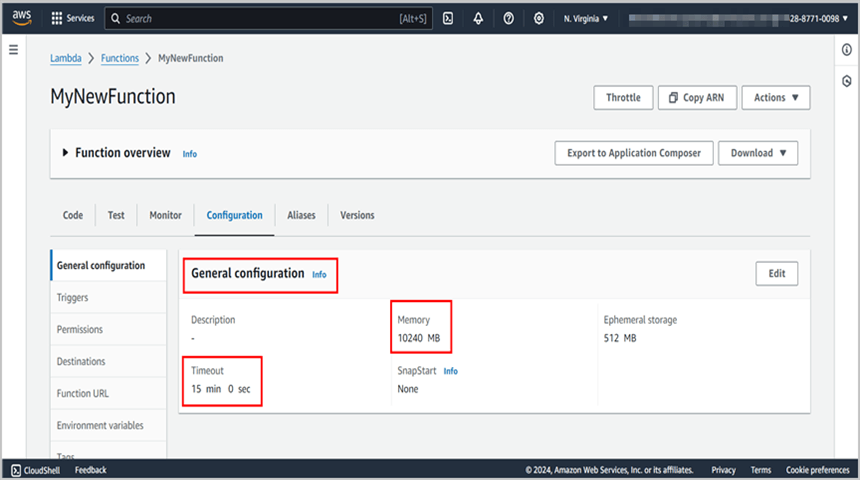 aws Services Search [Alt+S] N. Virginia ▼ 28-8771-0098 ▼
Lambda > Functions > MyNewFunction
MyNewFunction
Throttle Copy ARN Actions ▼
Function overview Info
Export to Application Composer Download ▼
Code Test Monitor Configuration Aliases Versions
General configuration
Triggers
Permissions
Destinations
Function URL
Environment variables
Tags
General configuration Info
Edit
Description
-
Memory
10240 MB
Ephemeral storage
512 MB
Timeout
15 min 0 sec
SnapStart Info
None
CloudShell Feedback © 2024, Amazon Web Services, Inc. or its affiliates. Privacy Terms Cookie preferences